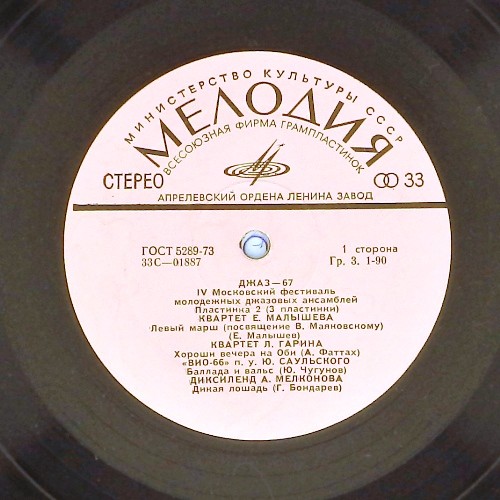 МИНИСТЕРСТВО КУЛЬТУРЫ СССР
МЕЛОДИЯ
ВСЕСОЮЗНАЯ ФИРМА ГРАМПЛАСТИНОК
СТЕРЕО
33
АПРЕЛЕВСКИЙ ОРДЕНА ЛЕНИНА ЗАВОД
ГОСТ 5289-73
1 сторона
33С—01887
Гр. 3. 1-90
ДЖАЗ—67
IV Московский фестиваль
молодежных джазовых ансамблей
Пластинка 2 (3 пластинки)
КВАРТЕТ Е. МАЛЫШЕВА
Левый марш (посвящение В. Маяковскому)
(Е. Малышев)
КВАРТЕТ Л. ГАРИНА
Хороши вечера на Оби (А. Фаттах)
«ВИО-66» п. у. Ю. САУЛЬСКОГО
Баллада и вальс (Ю. Чугунов)
ДИКСИЛЕНД А. МЕЛКОНОВА
Дикая лошадь (Г. Бондарев)